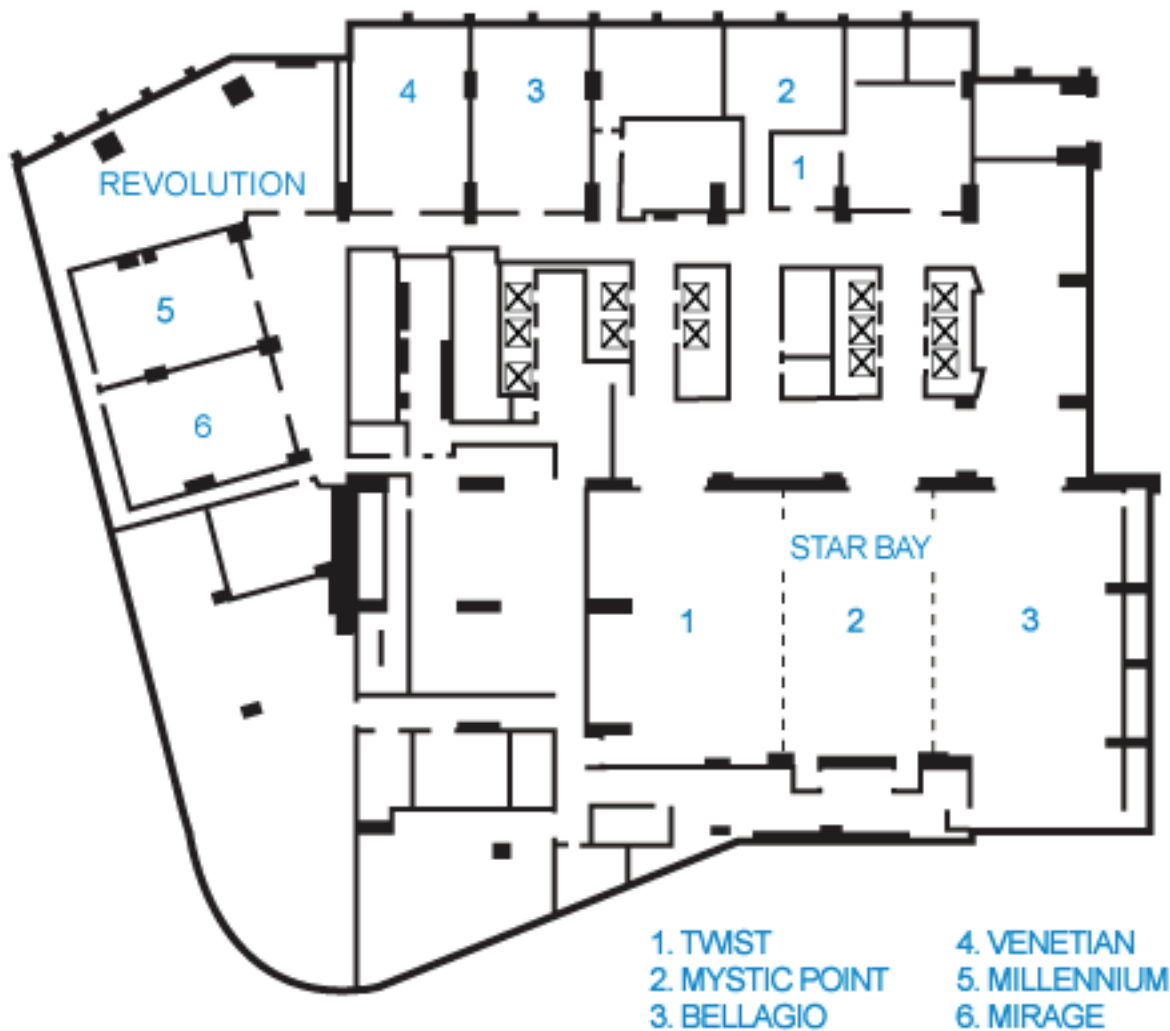 4
3
2
1
REVOLUTION
5
6
STAR BAY
1
2
3
1. TWIST
2. MYSTIC POINT
3. BELLAGIO
4. VENETIAN
5. MILLENNIUM
6. MIRAGE